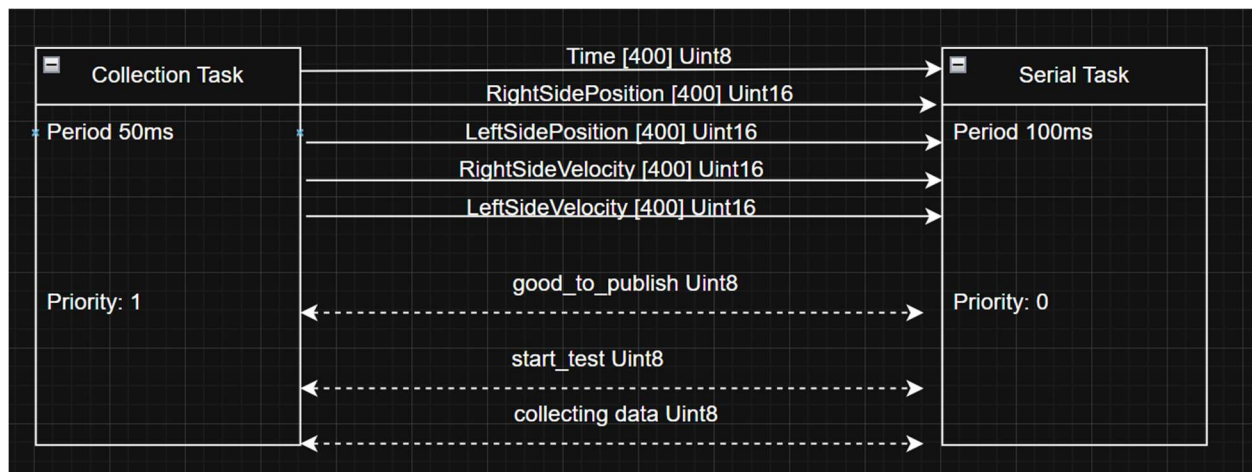 Collection Task
Period 50ms
Priority: 1
Time [400] Uint8
RightSidePosition [400] Uint16
LeftSidePosition [400] Uint16
RightSideVelocity [400] Uint16
LeftSideVelocity [400] Uint16
good_to_publish Uint8
start_test Uint8
collecting data Uint8
Serial Task
Period 100ms
Priority: 0